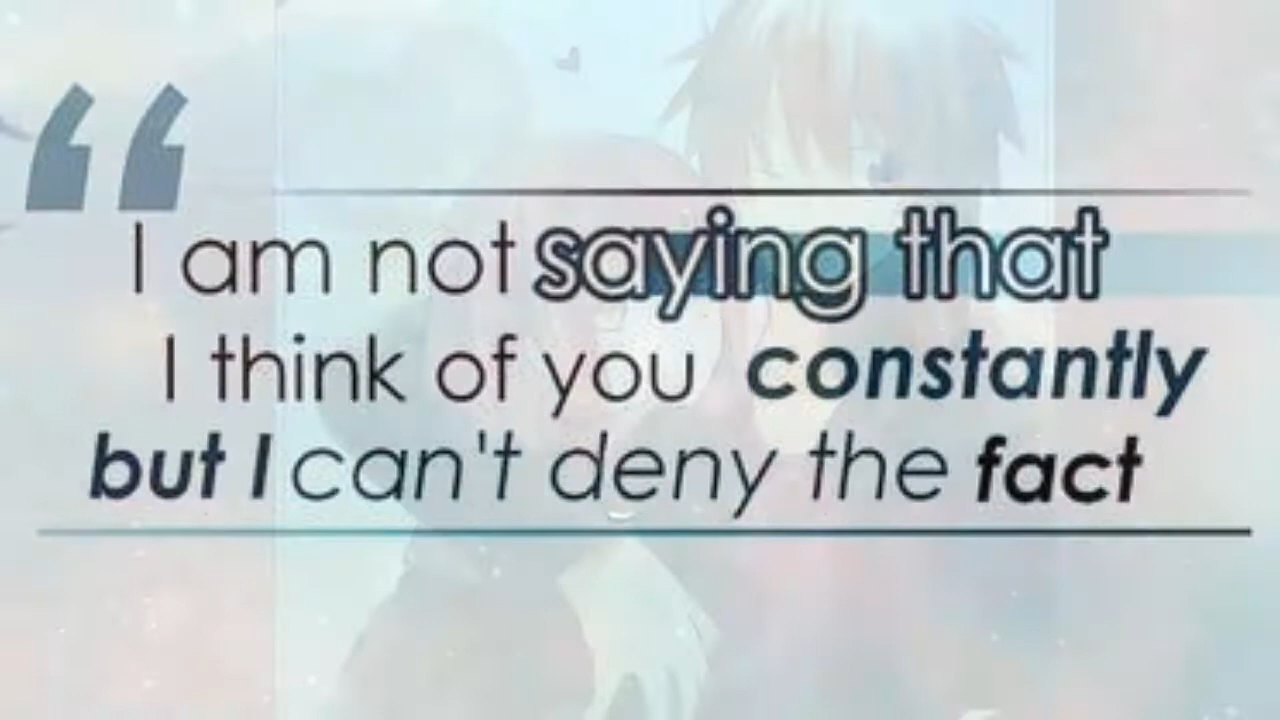 “
I am not saying that
I think of you constantly
but I can't deny the fact